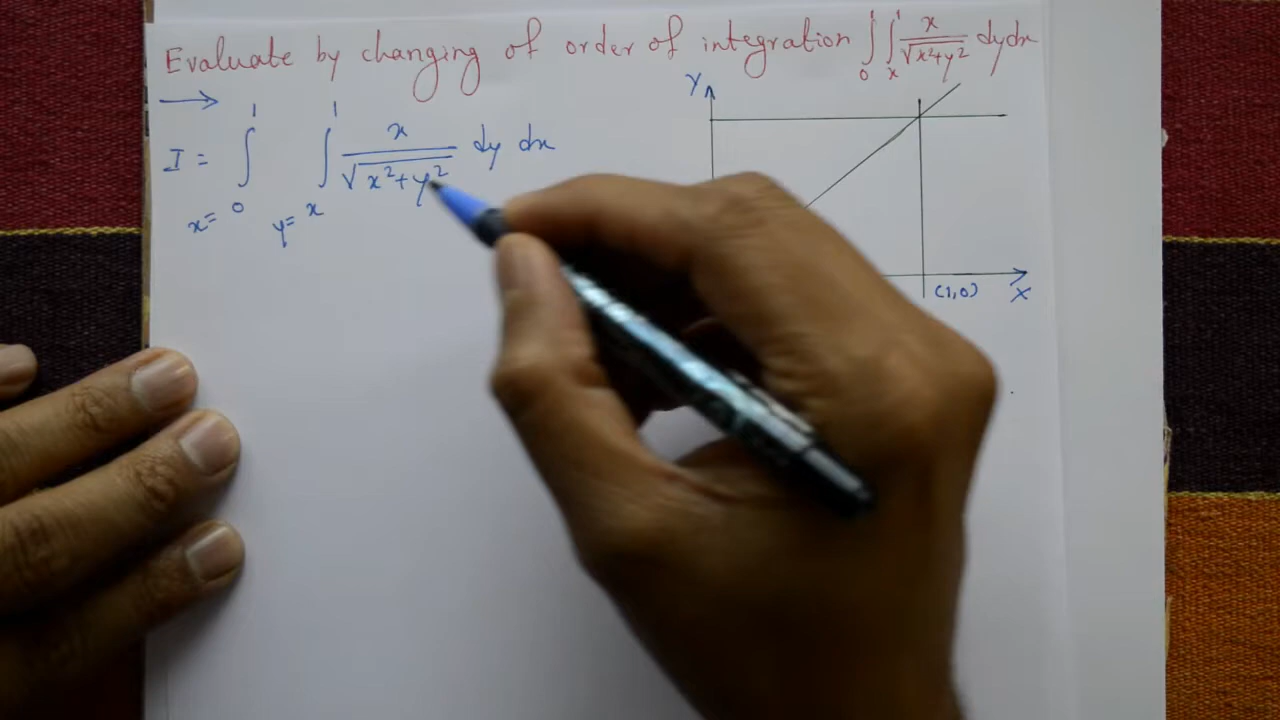 Evaluate by changing of order of integration ∫₀¹ ∫ₓ¹ x/√(x²+y²) dy dx
I = ∫_{x=0}^{1} ∫_{y=x}^{1} x/√(x²+y²) dy dx
Y
(1,0) X